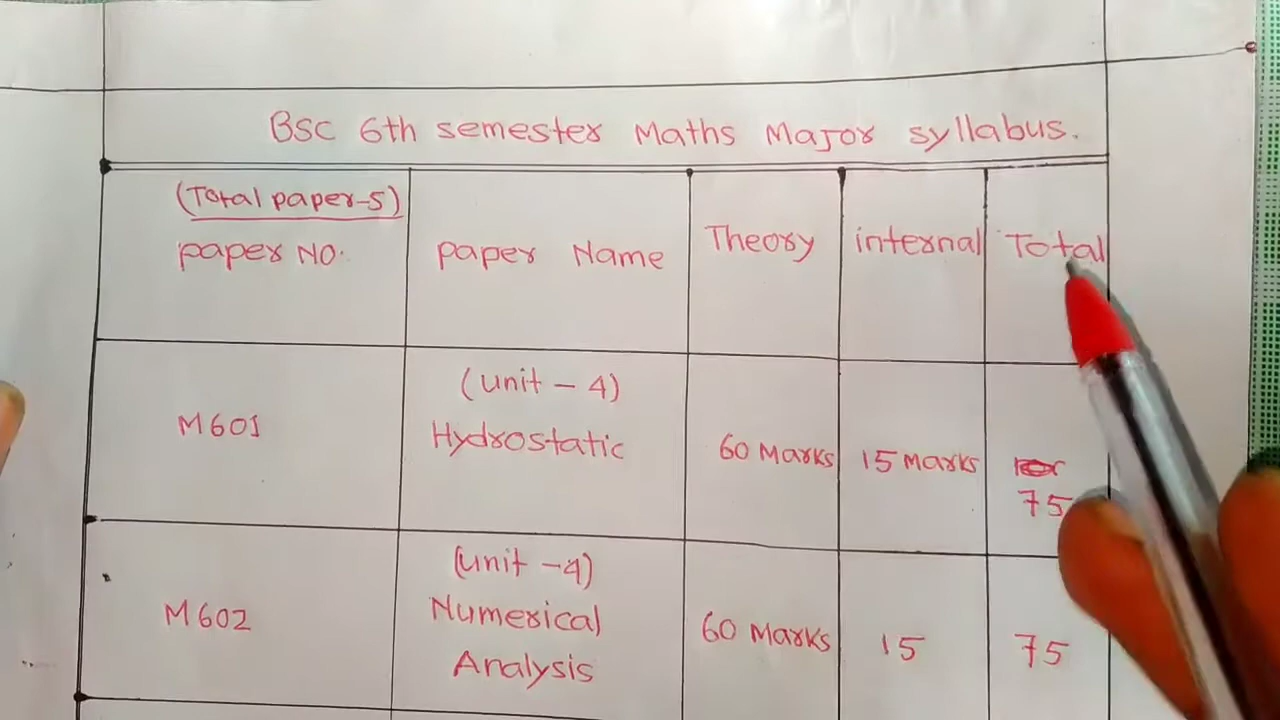 Bsc 6th semester Maths Major syllabus.
(Total paper-5)
paper NO.
paper Name
Theory
internal
Total
M601
(unit - 4)
Hydrostatic
60 Marks
15 Marks
75
M602
(unit -4)
Numerical
Analysis
60 Marks
15
75